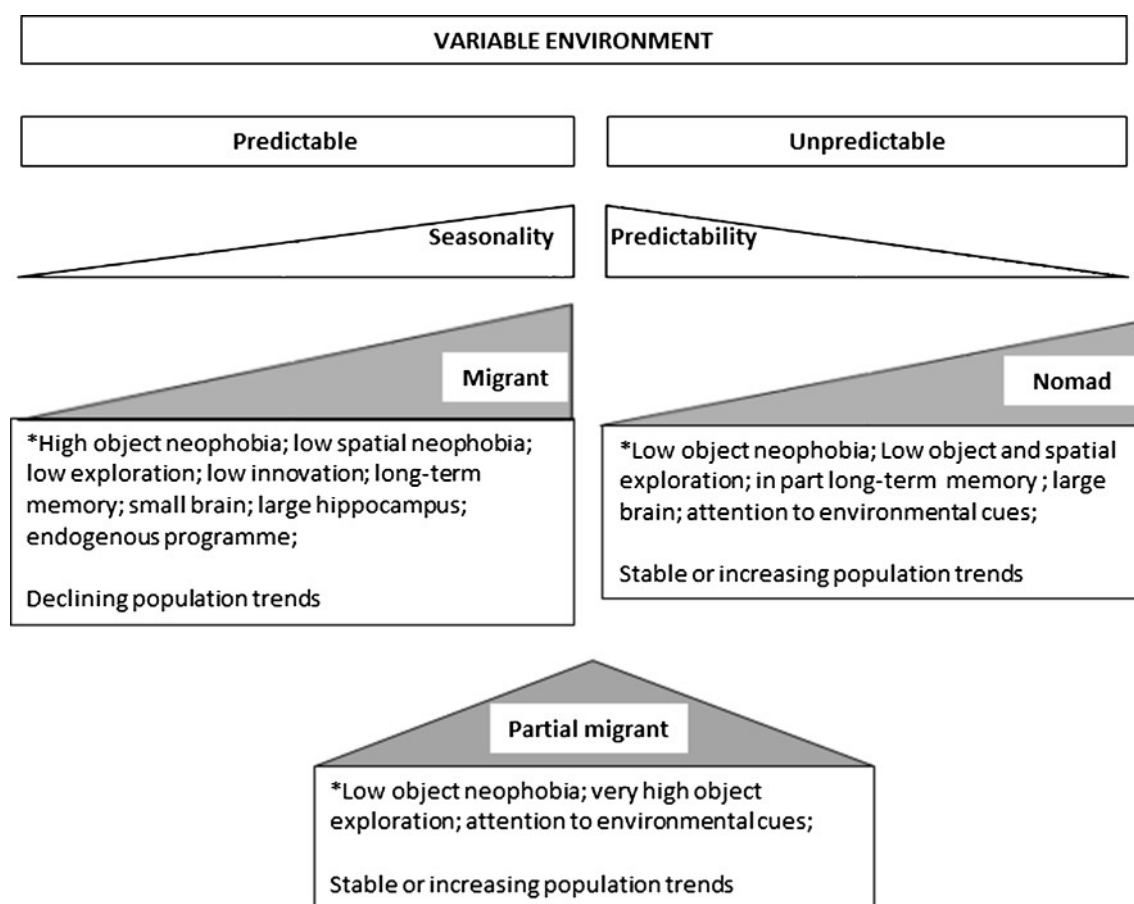 VARIABLE ENVIRONMENT
Predictable
Unpredictable
Seasonality
Predictability
Migrant
Nomad
*High object neophobia; low spatial neophobia;
low exploration; low innovation; long-term
memory; small brain; large hippocampus;
endogenous programme;
Declining population trends
*Low object neophobia; Low object and spatial
exploration; in part long-term memory ; large
brain; attention to environmental cues;
Stable or increasing population trends
Partial migrant
*Low object neophobia; very high object
exploration; attention to environmental cues;
Stable or increasing population trends